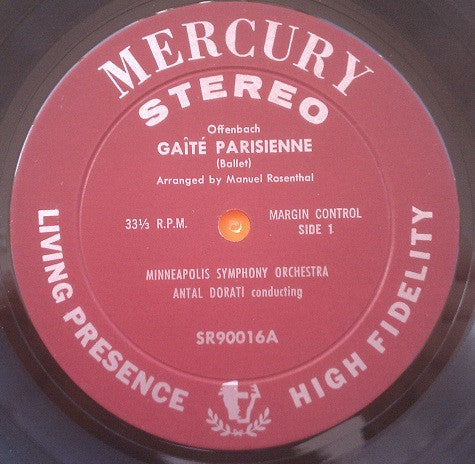 MERCURY
STEREO
Offenbach
GAÎTÉ PARISIENNE
(Ballet)
Arranged by Manuel Rosenthal
33⅓ R.P.M.
MARGIN CONTROL
SIDE 1
MINNEAPOLIS SYMPHONY ORCHESTRA
ANTAL DORATI conducting
SR90016A
LIVING PRESENCE
HIGH FIDELITY